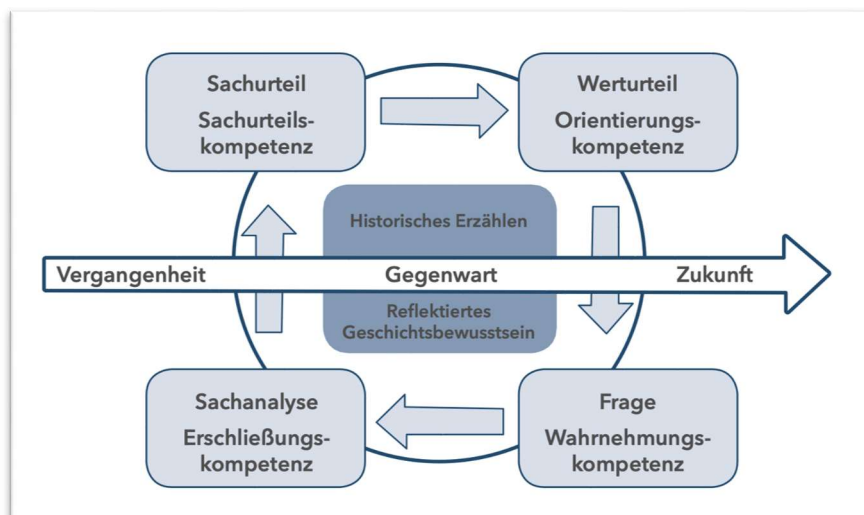 Sachurteil
Sachurteils-
kompetenz
Werturteil
Orientierungs-
kompetenz
Historisches Erzählen
Vergangenheit
Gegenwart
Zukunft
Reflektiertes
Geschichtsbewusstsein
Sachanalyse
Erschließungs-
kompetenz
Frage
Wahrnehmungs-
kompetenz